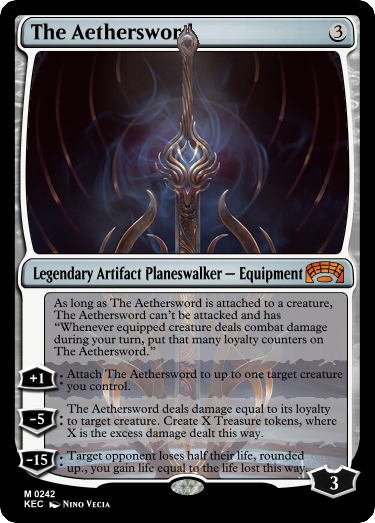 The Aethersword
3
Legendary Artifact Planeswalker — Equipment
As long as The Aethersword is attached to a creature,
The Aethersword can't be attacked and has
“Whenever equipped creature deals combat damage
during your turn, put that many loyalty counters on
The Aethersword.”
+1: Attach The Aethersword to up to one target creature
you control.
−5: The Aethersword deals damage equal to its loyalty
to target creature. Create X Treasure tokens, where
X is the excess damage dealt this way.
−15: Target opponent loses half their life, rounded
up., you gain life equal to the life lost this way.
3
M 0242
KEC Nino Vecia